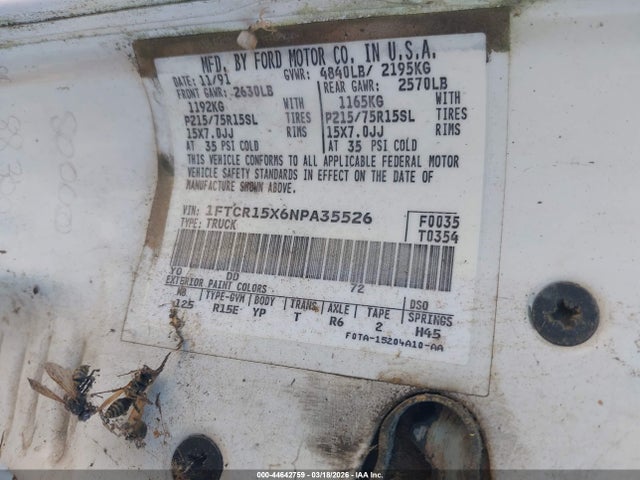 MFD. BY FORD MOTOR CO. IN U.S.A.
DATE: 11/91 GVWR: 4840LB/ 2195KG
FRONT GAWR: 2630LB REAR GAWR: 2570LB
1192KG WITH 1165KG WITH
P215/75R15SL TIRES P215/75R15SL TIRES
15X7.0JJ RIMS 15X7.0JJ RIMS
AT 35 PSI COLD AT 35 PSI COLD
THIS VEHICLE CONFORMS TO ALL APPLICABLE FEDERAL MOTOR
VEHICLE SAFETY STANDARDS IN EFFECT ON THE DATE OF
MANUFACTURE SHOWN ABOVE.
VIN: 1FTCR15X6NPA35526 F0035
TYPE: TRUCK T0354
YO DD 72
EXTERIOR PAINT COLORS DSO
WB TYPE-GVM BODY TRANS AXLE TAPE SPRINGS
125 R15E YP T R6 2 H45
F0TA-15204A10-AA
000-44642759 | 03/18/2026 | IAA Inc.